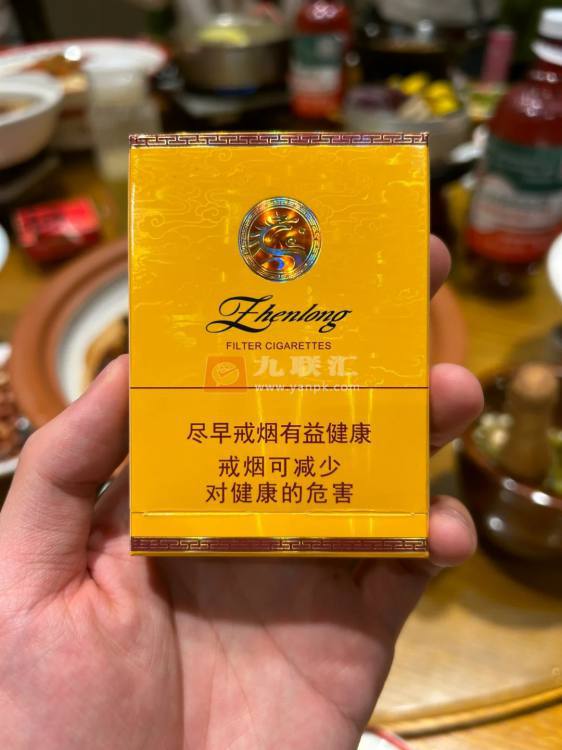 Zhenlong
FILTER CIGARETTES
九联汇
www.yanpk.com
尽早戒烟有益健康
戒烟可减少
对健康的危害